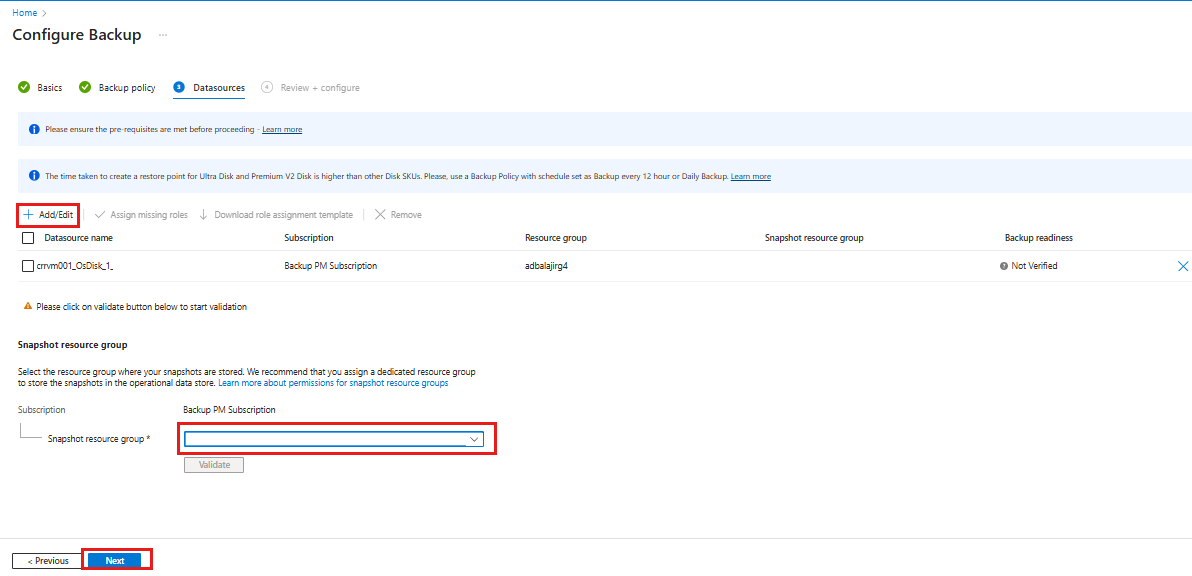 Home >
Configure Backup ...
Basics Backup policy 3 Datasources 4 Review + configure
Please ensure the pre-requisites are met before proceeding - Learn more
The time taken to create a restore point for Ultra Disk and Premium V2 Disk is higher than other Disk SKUs. Please, use a Backup Policy with schedule set as Backup every 12 hour or Daily Backup. Learn more
+ Add/Edit Assign missing roles Download role assignment template Remove
Datasource name Subscription Resource group Snapshot resource group Backup readiness
crrvm001_OsDisk_1_ Backup PM Subscription adbalajirg4 Not Verified
Please click on validate button below to start validation
Snapshot resource group
Select the resource group where your snapshots are stored. We recommend that you assign a dedicated resource group
to store the snapshots in the operational data store. Learn more about permissions for snapshot resource groups
Subscription Backup PM Subscription
Snapshot resource group *
Validate
< Previous Next